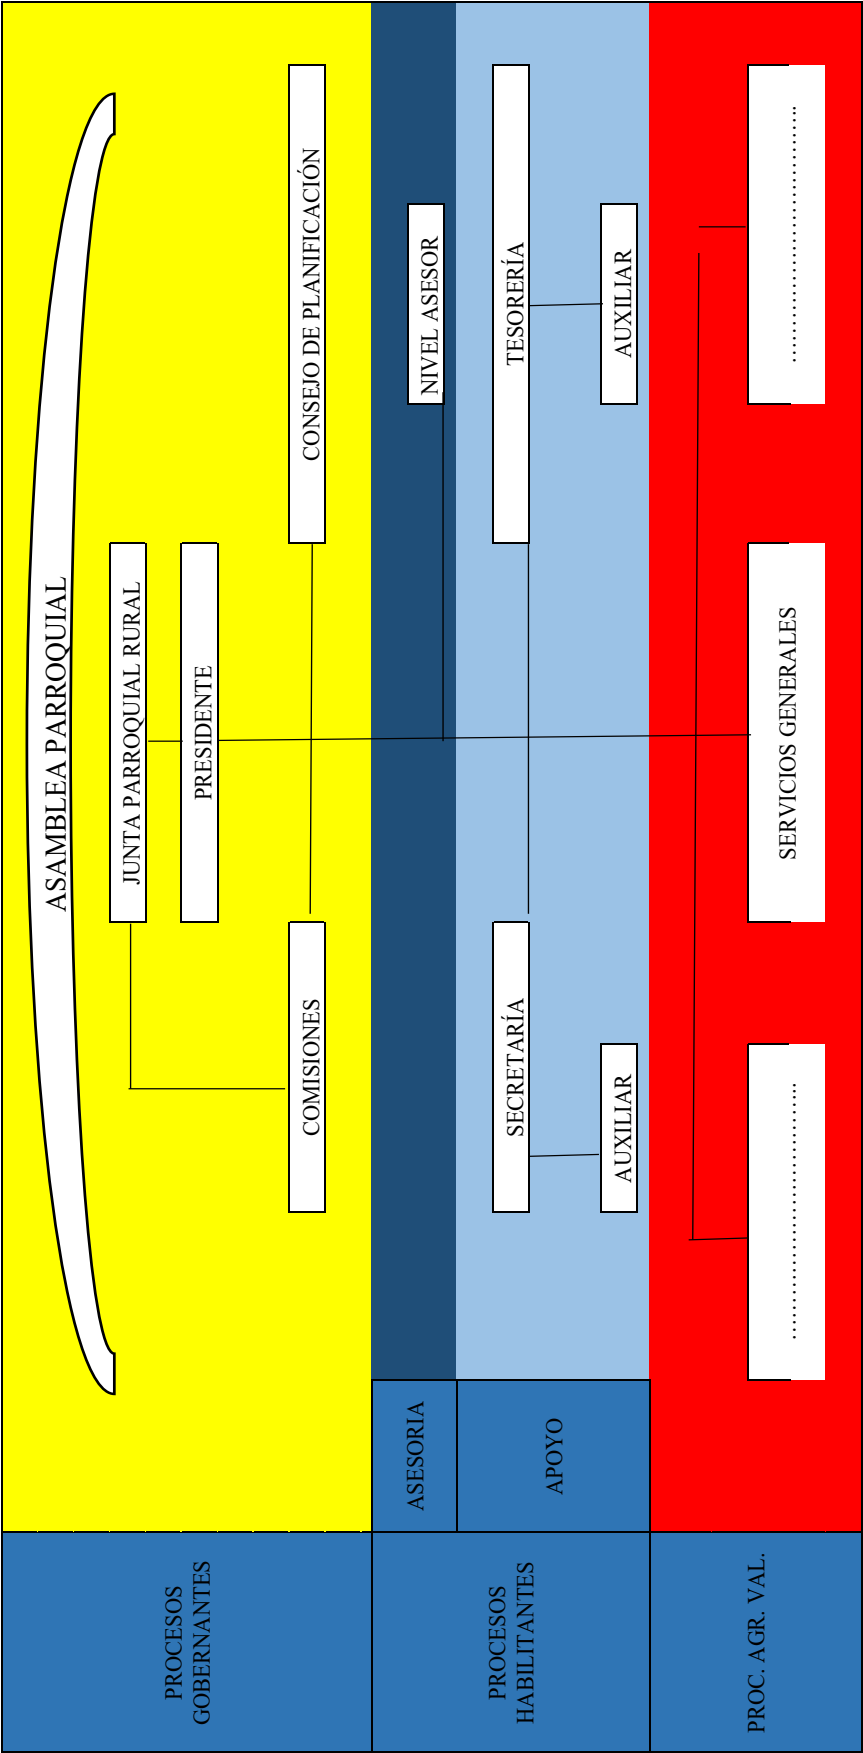 ASAMBLEA PARROQUIAL
PROCESOS
GOBERNANTES
JUNTA PARROQUIAL RURAL
PRESIDENTE
COMISIONES
CONSEJO DE PLANIFICACIÓN
PROCESOS
HABILITANTES
ASESORIA
NIVEL ASESOR
APOYO
SECRETARÍA
TESORERÍA
AUXILIAR
AUXILIAR
PROC. AGR. VAL.
........................................
SERVICIOS GENERALES
........................................